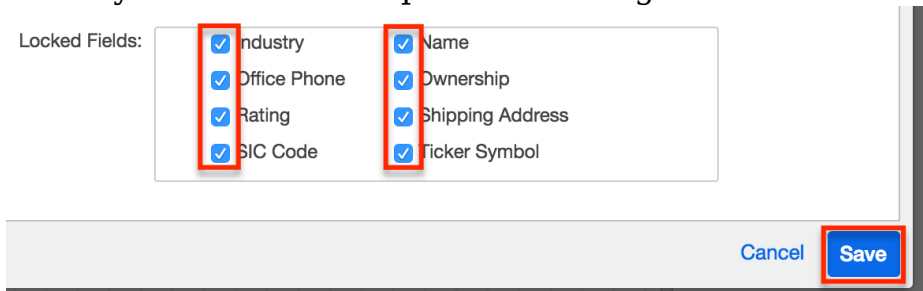 Locked Fields:
Industry Name
Office Phone Ownership
Rating Shipping Address
SIC Code Ticker Symbol
Cancel Save